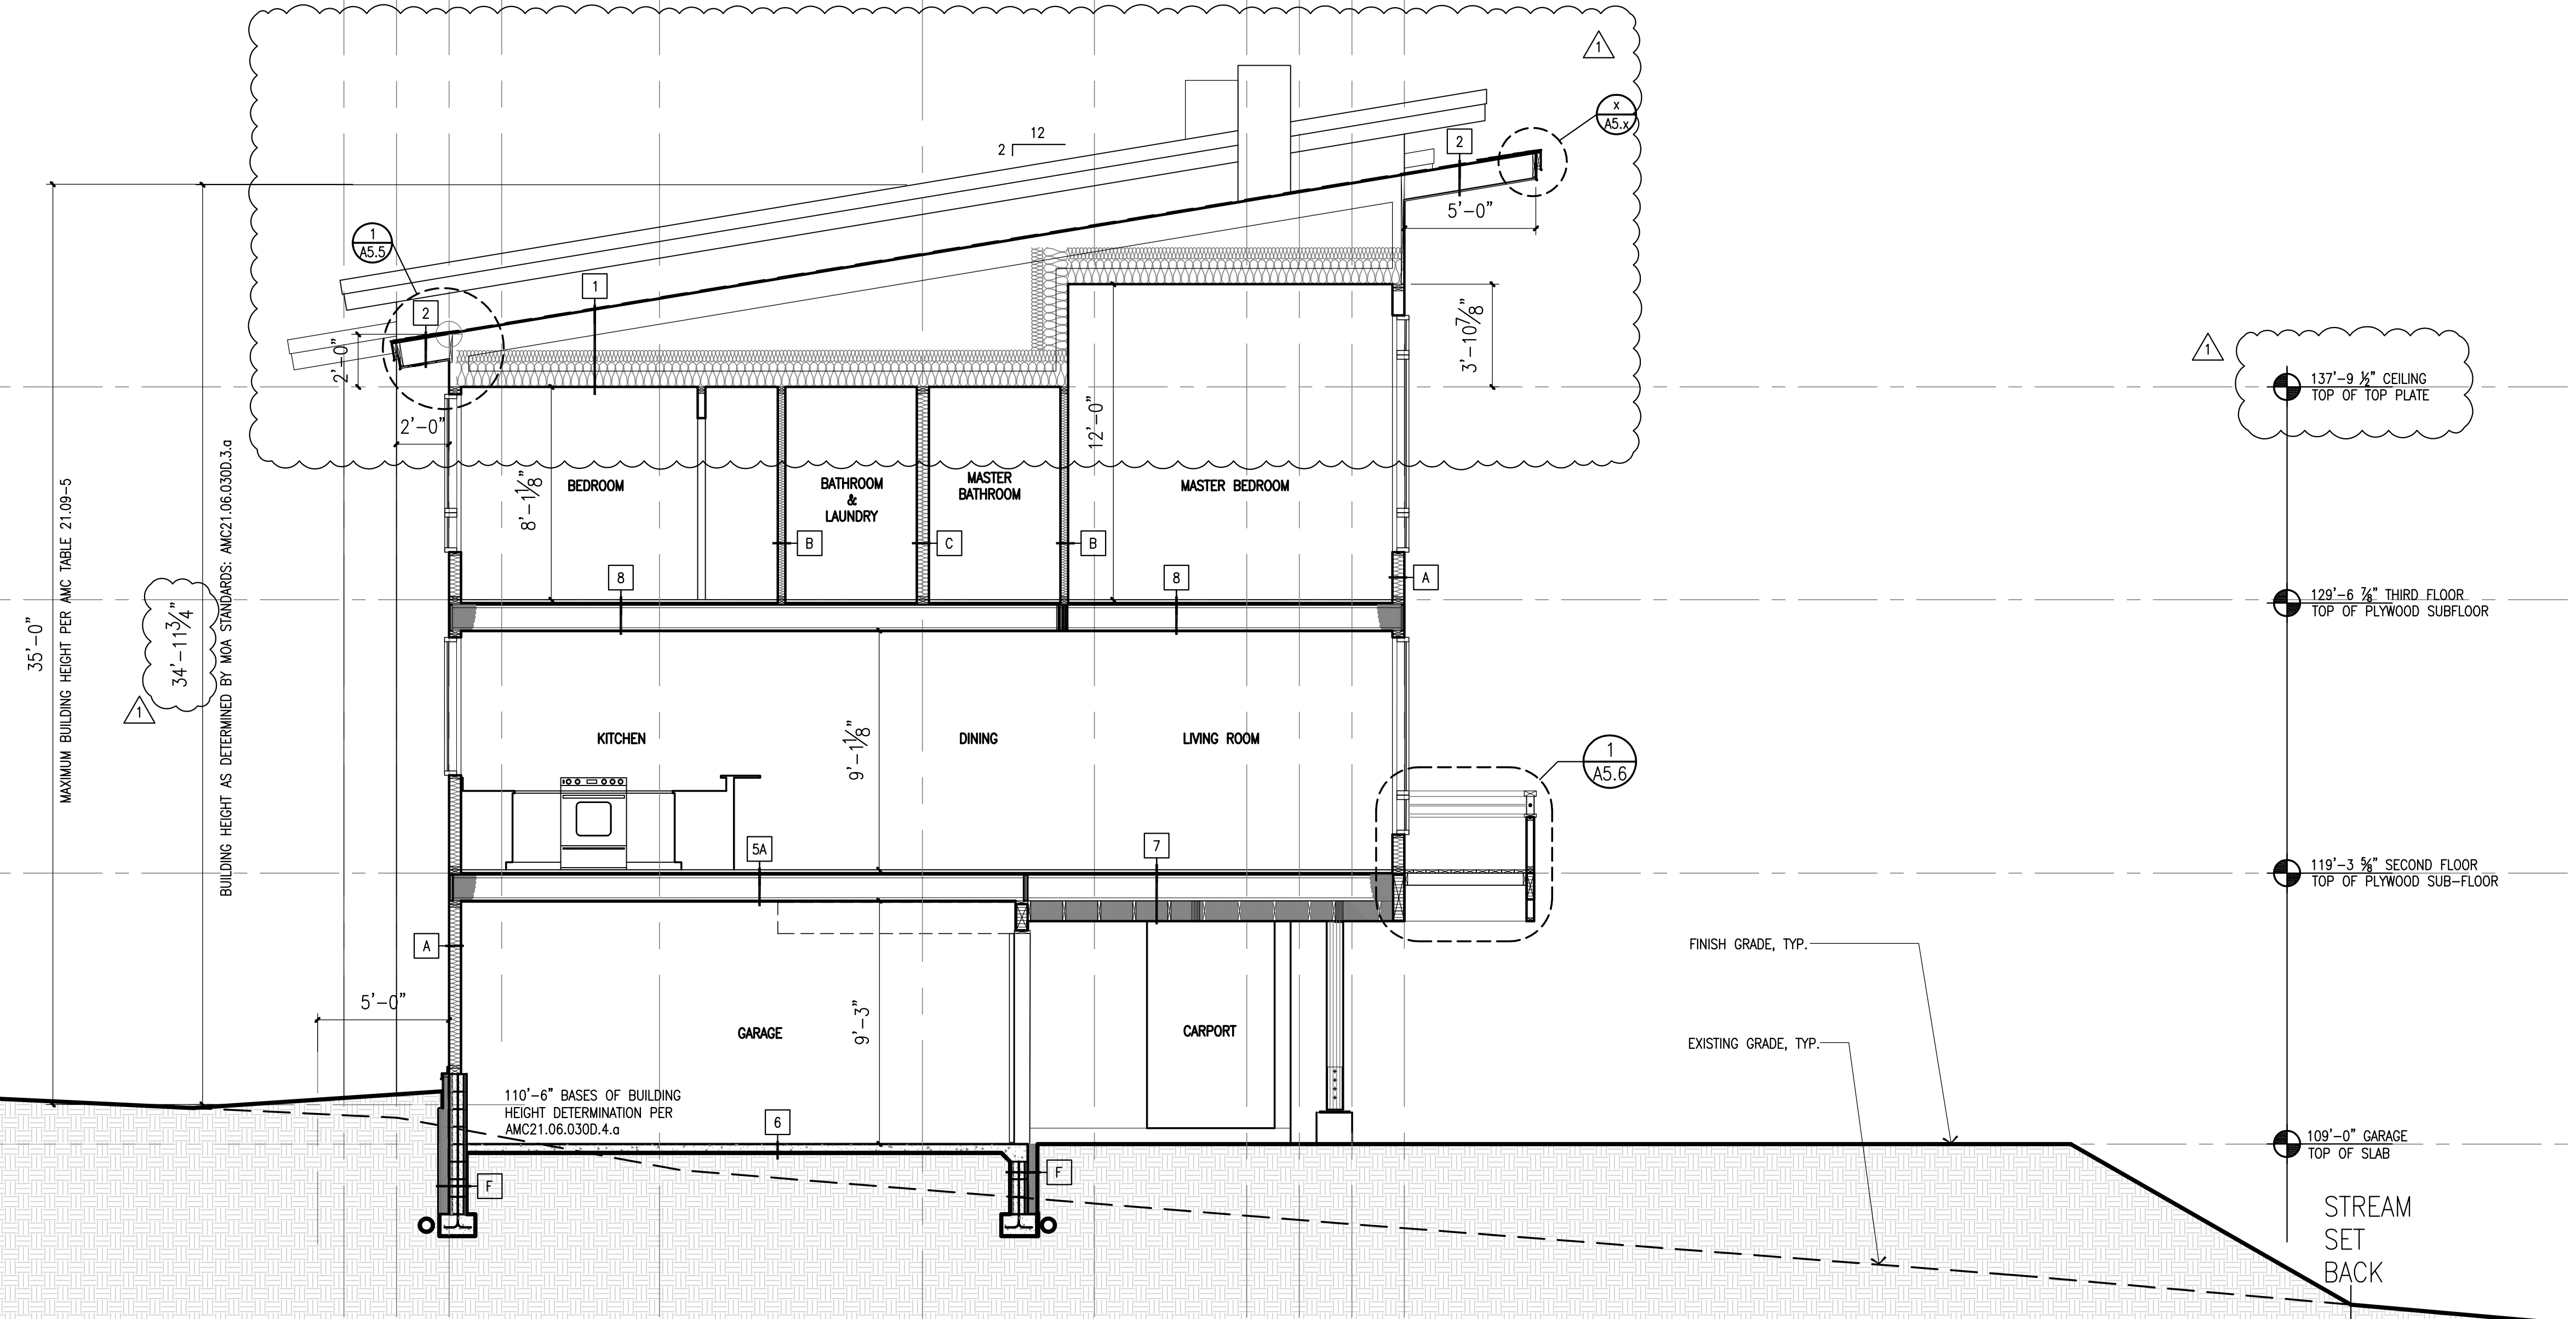 1
x
A5.x
12
2
2
5'-0"
1
A5.5
1
2
2'-0"
2'-0"
3'-10⅞"
12'-0"
8'-1⅛"
137'-9 ½" CEILING
TOP OF TOP PLATE
1
35'-0"
MAXIMUM BUILDING HEIGHT PER AMC TABLE 21.09-5
34'-11¾"
1
BUILDING HEIGHT AS DETERMINED BY MOA STANDARDS: AMC21.06.030D.3.a
BEDROOM
BATHROOM
&
LAUNDRY
MASTER
BATHROOM
MASTER BEDROOM
B
C
B
8
8
A
129'-6 ⅞" THIRD FLOOR
TOP OF PLYWOOD SUBFLOOR
KITCHEN
9'-1⅛"
DINING
LIVING ROOM
1
A5.6
5A
7
119'-3 ⅝" SECOND FLOOR
TOP OF PLYWOOD SUB-FLOOR
A
5'-0"
GARAGE
9'-3"
CARPORT
FINISH GRADE, TYP.
EXISTING GRADE, TYP.
110'-6" BASES OF BUILDING
HEIGHT DETERMINATION PER
AMC21.06.030D.4.a
6
F
F
109'-0" GARAGE
TOP OF SLAB
STREAM
SET
BACK